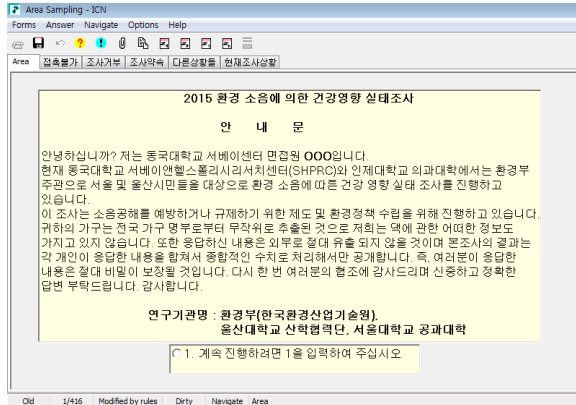 Area Sampling - ICN
Forms Answer Navigate Options Help
Area 접촉불가 조사거부 조사약속 다른상황들 현재조사상황
2015 환경 소음에 의한 건강영향 실태조사
안 내 문
안녕하십니까? 저는 동국대학교 서베이센터 면접원 OOO입니다.
현재 동국대학교 서베이앤헬스폴리시리서치센터(SHPRC)와 인제대학교 의과대학에서는 환경부
주관으로 서울 및 울산시민들을 대상으로 환경 소음에 따른 건강 영향 실태 조사를 진행하고
있습니다.
이 조사는 소음공해를 예방하거나 규제하기 위한 제도 및 환경정책 수립을 위해 진행하고 있습니다.
귀하의 가구는 전국 가구 명부로부터 무작위로 추출된 것으로 저희는 댁에 관한 어떠한 정보도
가지고 있지 않습니다. 또한 응답하신 내용은 외부로 절대 유출 되지 않을 것이며 본조사의 결과는
각 개인이 응답한 내용을 합쳐서 종합적인 수치로 처리해서만 공개합니다. 즉, 여러분이 응답한
내용은 절대 비밀이 보장될 것입니다. 다시 한 번 여러분의 협조에 감사드리며 신중하고 정확한
답변 부탁드립니다. 감사합니다.
연구기관명 : 환경부(한국환경산업기술원),
울산대학교 산학협력단, 서울대학교 공과대학
1. 계속 진행하려면 1을 입력하여 주십시오
Old 1/416 Modified by rules Dirty Navigate Area